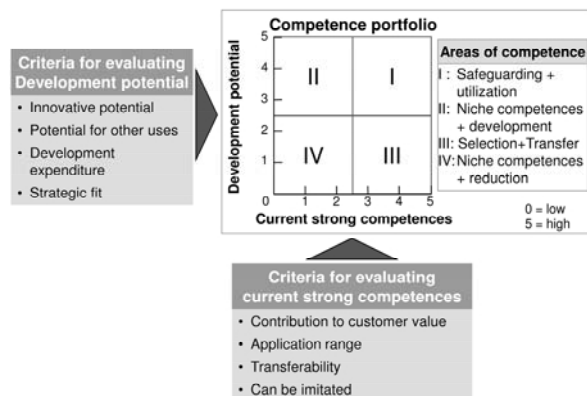 Criteria for evaluating
Development potential
• Innovative potential
• Potential for other uses
• Development
expenditure
• Strategic fit
Competence portfolio
Development potential
5
4
3
2
1
0
II
I
IV
III
1
2
3
4
5
Current strong competences
Areas of competence
I : Safeguarding +
utilization
II: Niche competences
+ development
III: Selection+Transfer
IV: Niche competences
+ reduction
0 = low
5 = high
Criteria for evaluating
current strong competences
• Contribution to customer value
• Application range
• Transferability
• Can be imitated